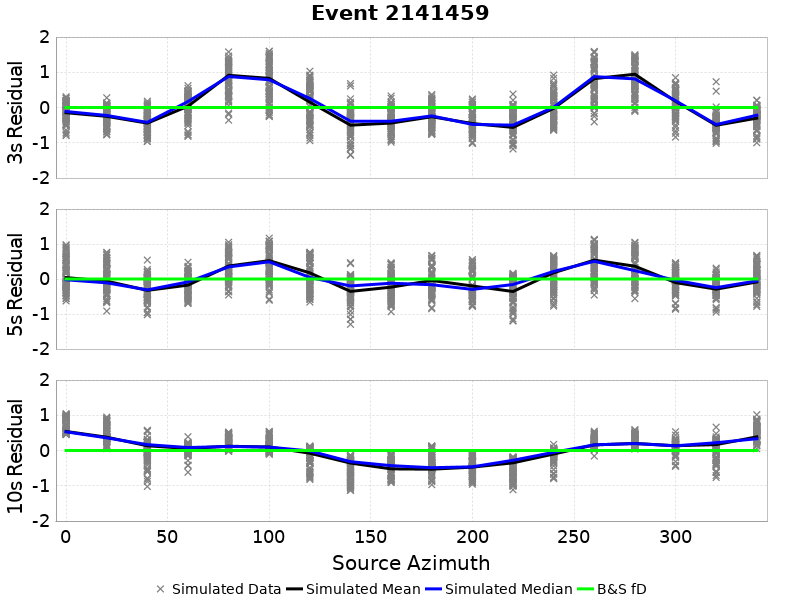 Event 2141459
3s Residual
2
1
0
-1
-2
5s Residual
2
1
0
-1
-2
10s Residual
2
1
0
-1
-2
0 50 100 150 200 250 300
Source Azimuth
Simulated Data Simulated Mean Simulated Median B&S fD